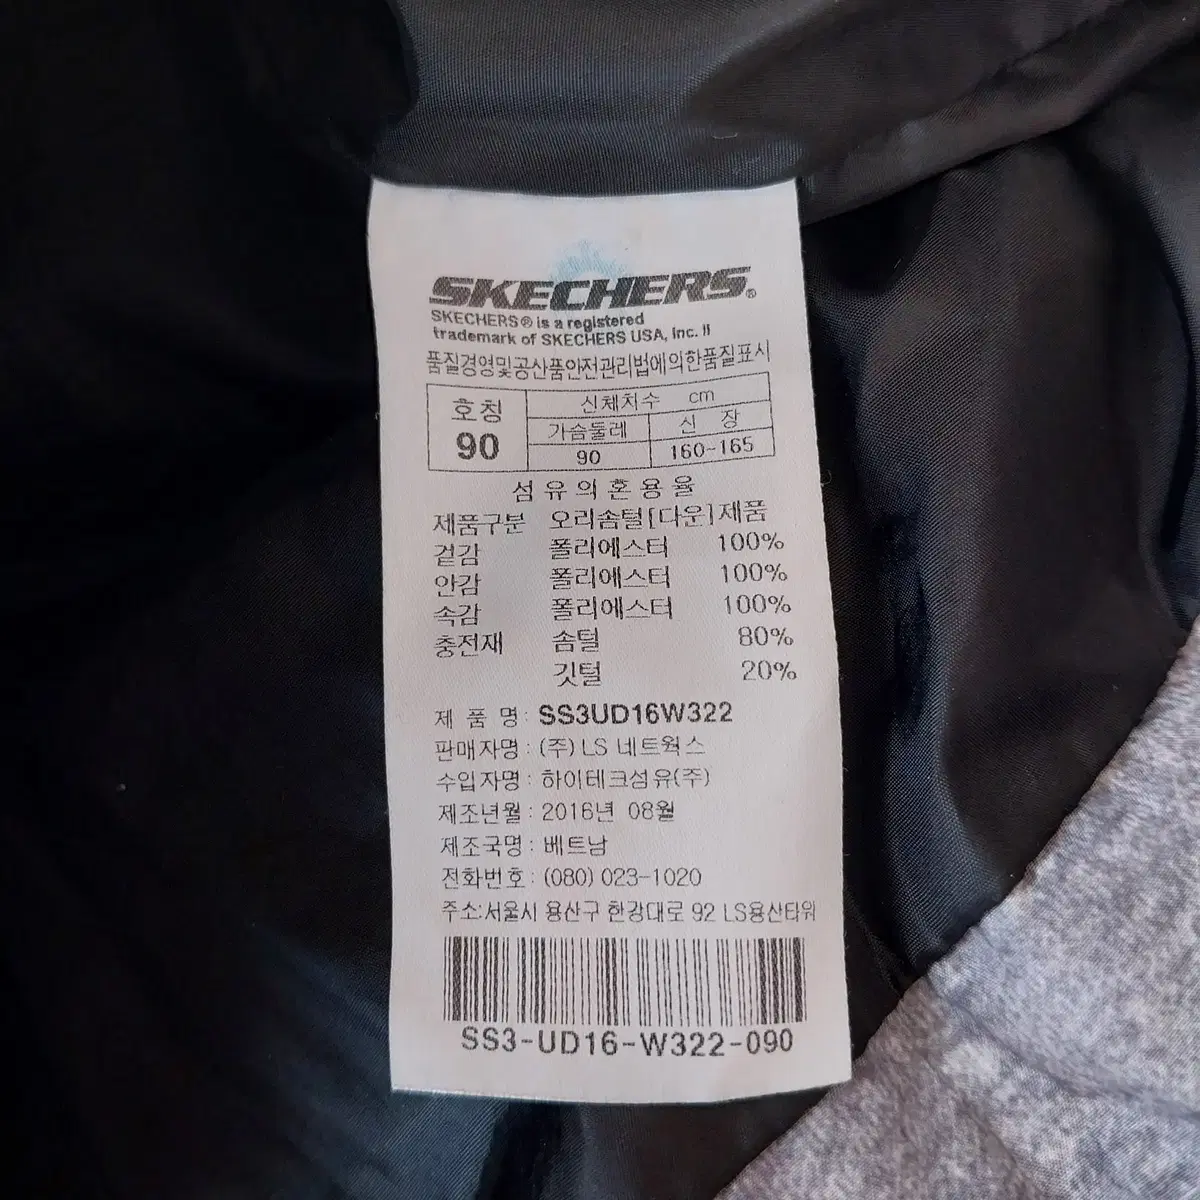 SKECHERS®
SKECHERS® is a registered
trademark of SKECHERS USA, Inc. II
품질경영및공산품안전관리법에의한품질표시
호칭 신체치수 cm
가슴둘레 신 장
90 90 160~165
섬유의혼용율
제품구분 오리솜털[다운]제품
겉감 폴리에스터 100%
안감 폴리에스터 100%
속감 폴리에스터 100%
충전재 솜털 80%
깃털 20%
제 품 명: SS3UD16W322
판매자명: (주) LS 네트웍스
수입자명: 하이테크섬유(주)
제조년월: 2016년 08월
제조국명: 베트남
전화번호: (080) 023-1020
주소:서울시 용산구 한강대로 92 LS용산타워
SS3-UD16-W322-090